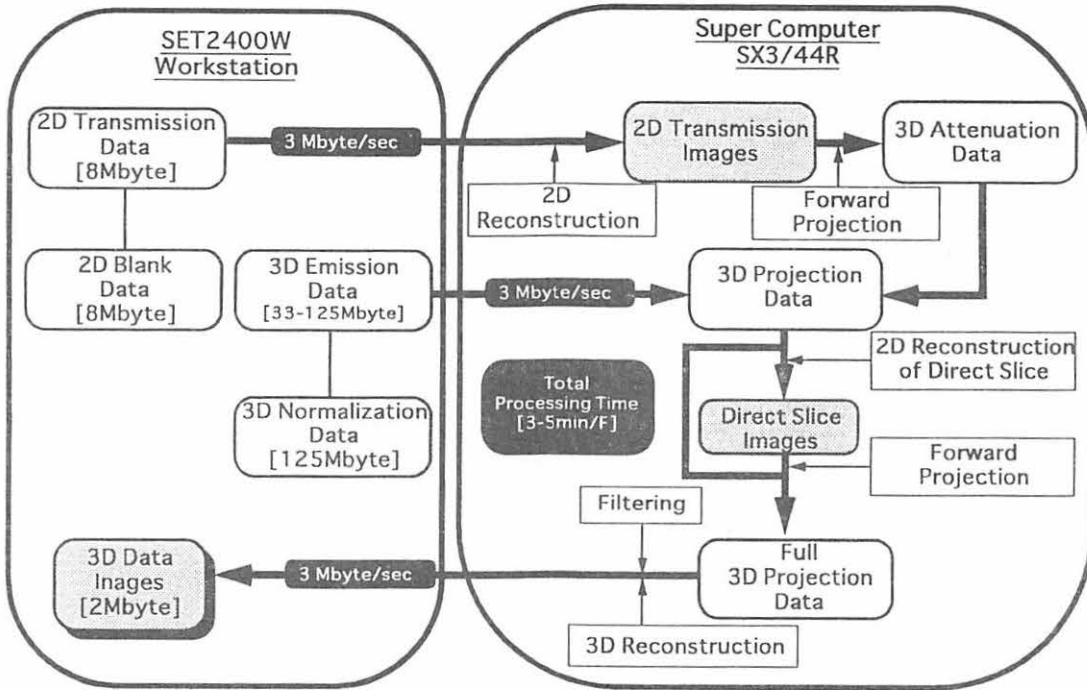 SET2400W
Workstation
Super Computer
SX3/44R
2D Transmission
Data
[8Mbyte]
3 Mbyte/sec
2D Transmission
Images
3D Attenuation
Data
2D
Reconstruction
Forward
Projection
2D Blank
Data
[8Mbyte]
3D Emission
Data
[33-125Mbyte]
3 Mbyte/sec
3D Projection
Data
2D Reconstruction
of Direct Slice
Total
Processing Time
[3-5min/F]
3D Normalization
Data
[125Mbyte]
Direct Slice
Images
Forward
Projection
Filtering
3D Data
Inages
[2Mbyte]
3 Mbyte/sec
Full
3D Projection
Data
3D Reconstruction